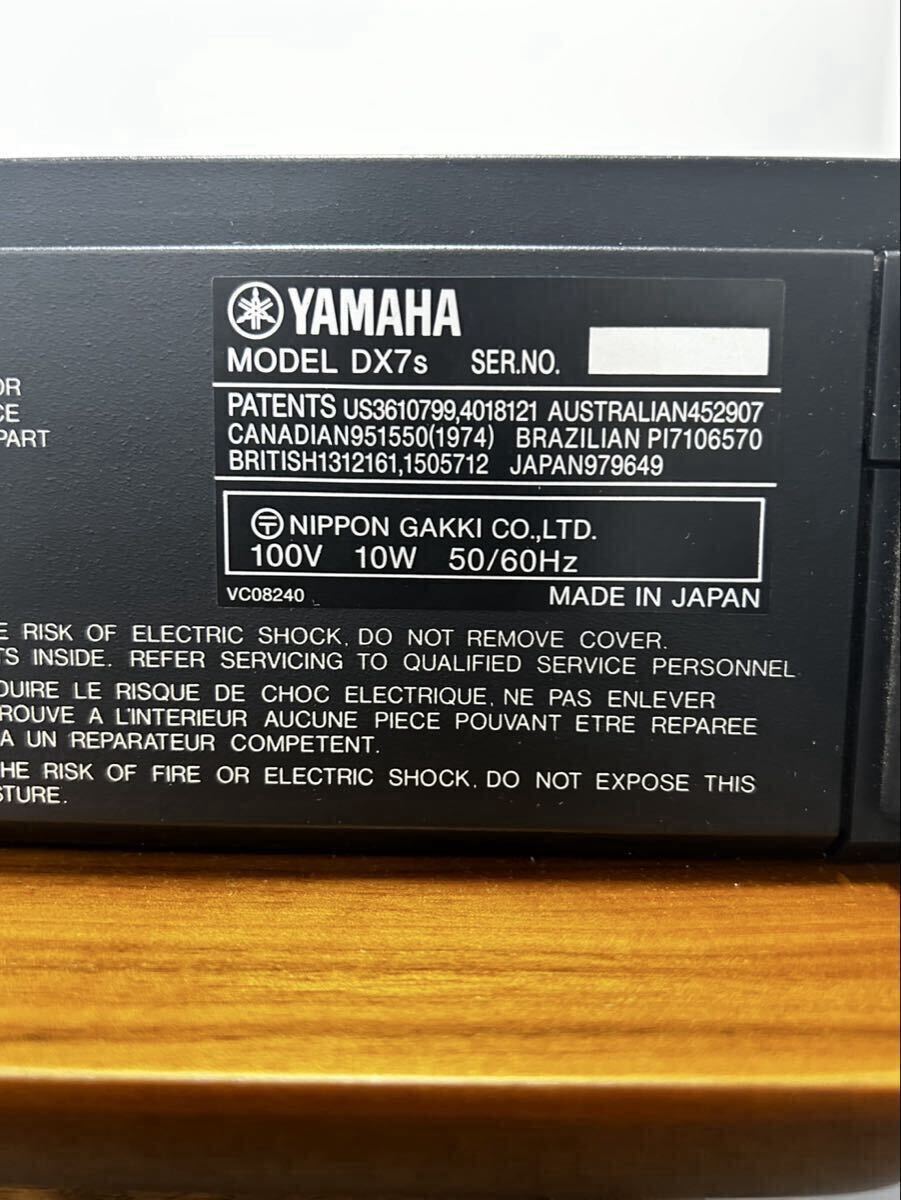 YAMAHA
MODEL DX7s SER.NO.
PATENTS US3610799,4018121 AUSTRALIAN452907
CANADIAN951550(1974) BRAZILIAN PI7106570
BRITISH1312161,1505712 JAPAN979649
NIPPON GAKKI CO.,LTD.
100V 10W 50/60Hz
VC08240 MADE IN JAPAN
OR
CE
PART
E RISK OF ELECTRIC SHOCK, DO NOT REMOVE COVER.
TS INSIDE. REFER SERVICING TO QUALIFIED SERVICE PERSONNEL
DUIRE LE RISQUE DE CHOC ELECTRIQUE, NE PAS ENLEVER
ROUVE A L'INTERIEUR AUCUNE PIECE POUVANT ETRE REPAREE
A UN REPARATEUR COMPETENT.
HE RISK OF FIRE OR ELECTRIC SHOCK, DO NOT EXPOSE THIS
STURE.